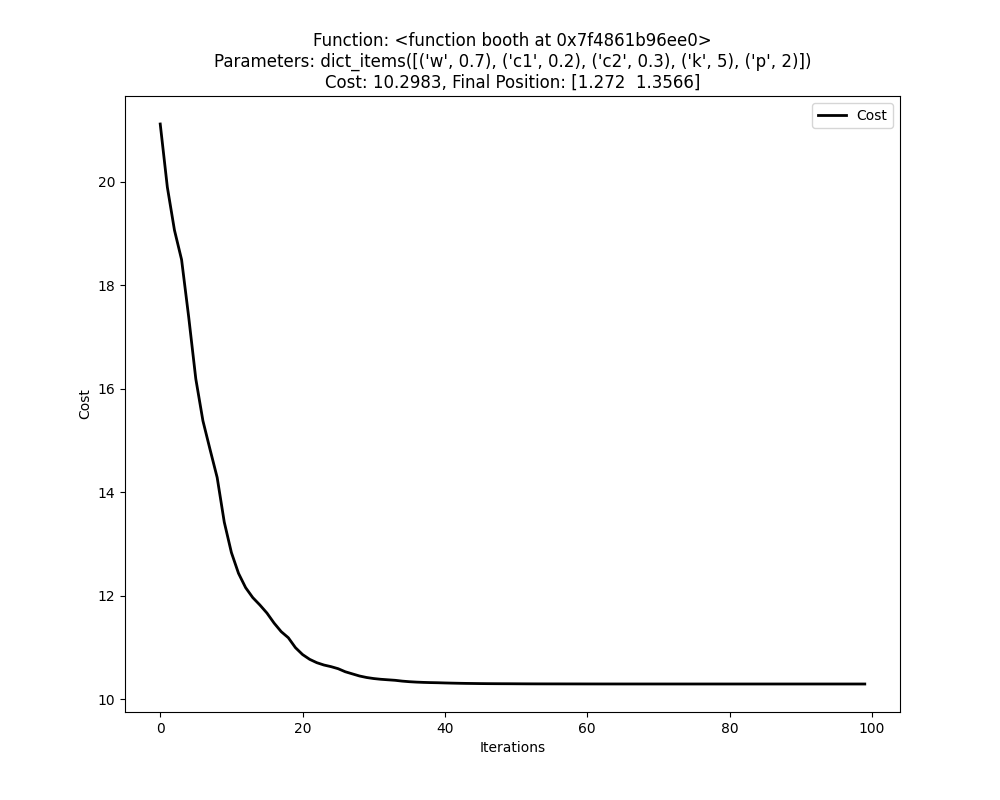 Function: <function booth at 0x7f4861b96ee0>
Parameters: dict_items([('w', 0.7), ('c1', 0.2), ('c2', 0.3), ('k', 5), ('p', 2)])
Cost: 10.2983, Final Position: [1.272  1.3566]
Cost
20
18
16
14
12
10
Cost
0 20 40 60 80 100
Iterations